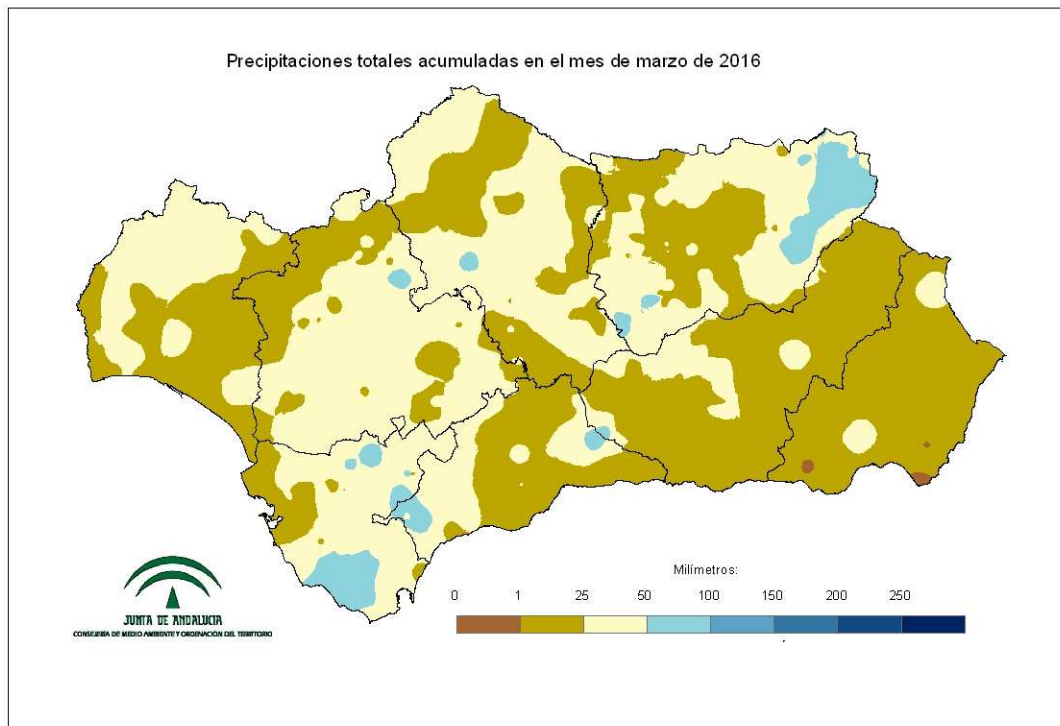 Precipitaciones totales acumuladas en el mes de marzo de 2016
Milímetros:
0 1 25 50 100 150 200 250
JUNTA DE ANDALUCIA
CONSEJERÍA DE MEDIO AMBIENTE Y ORDENACIÓN DEL TERRITORIO